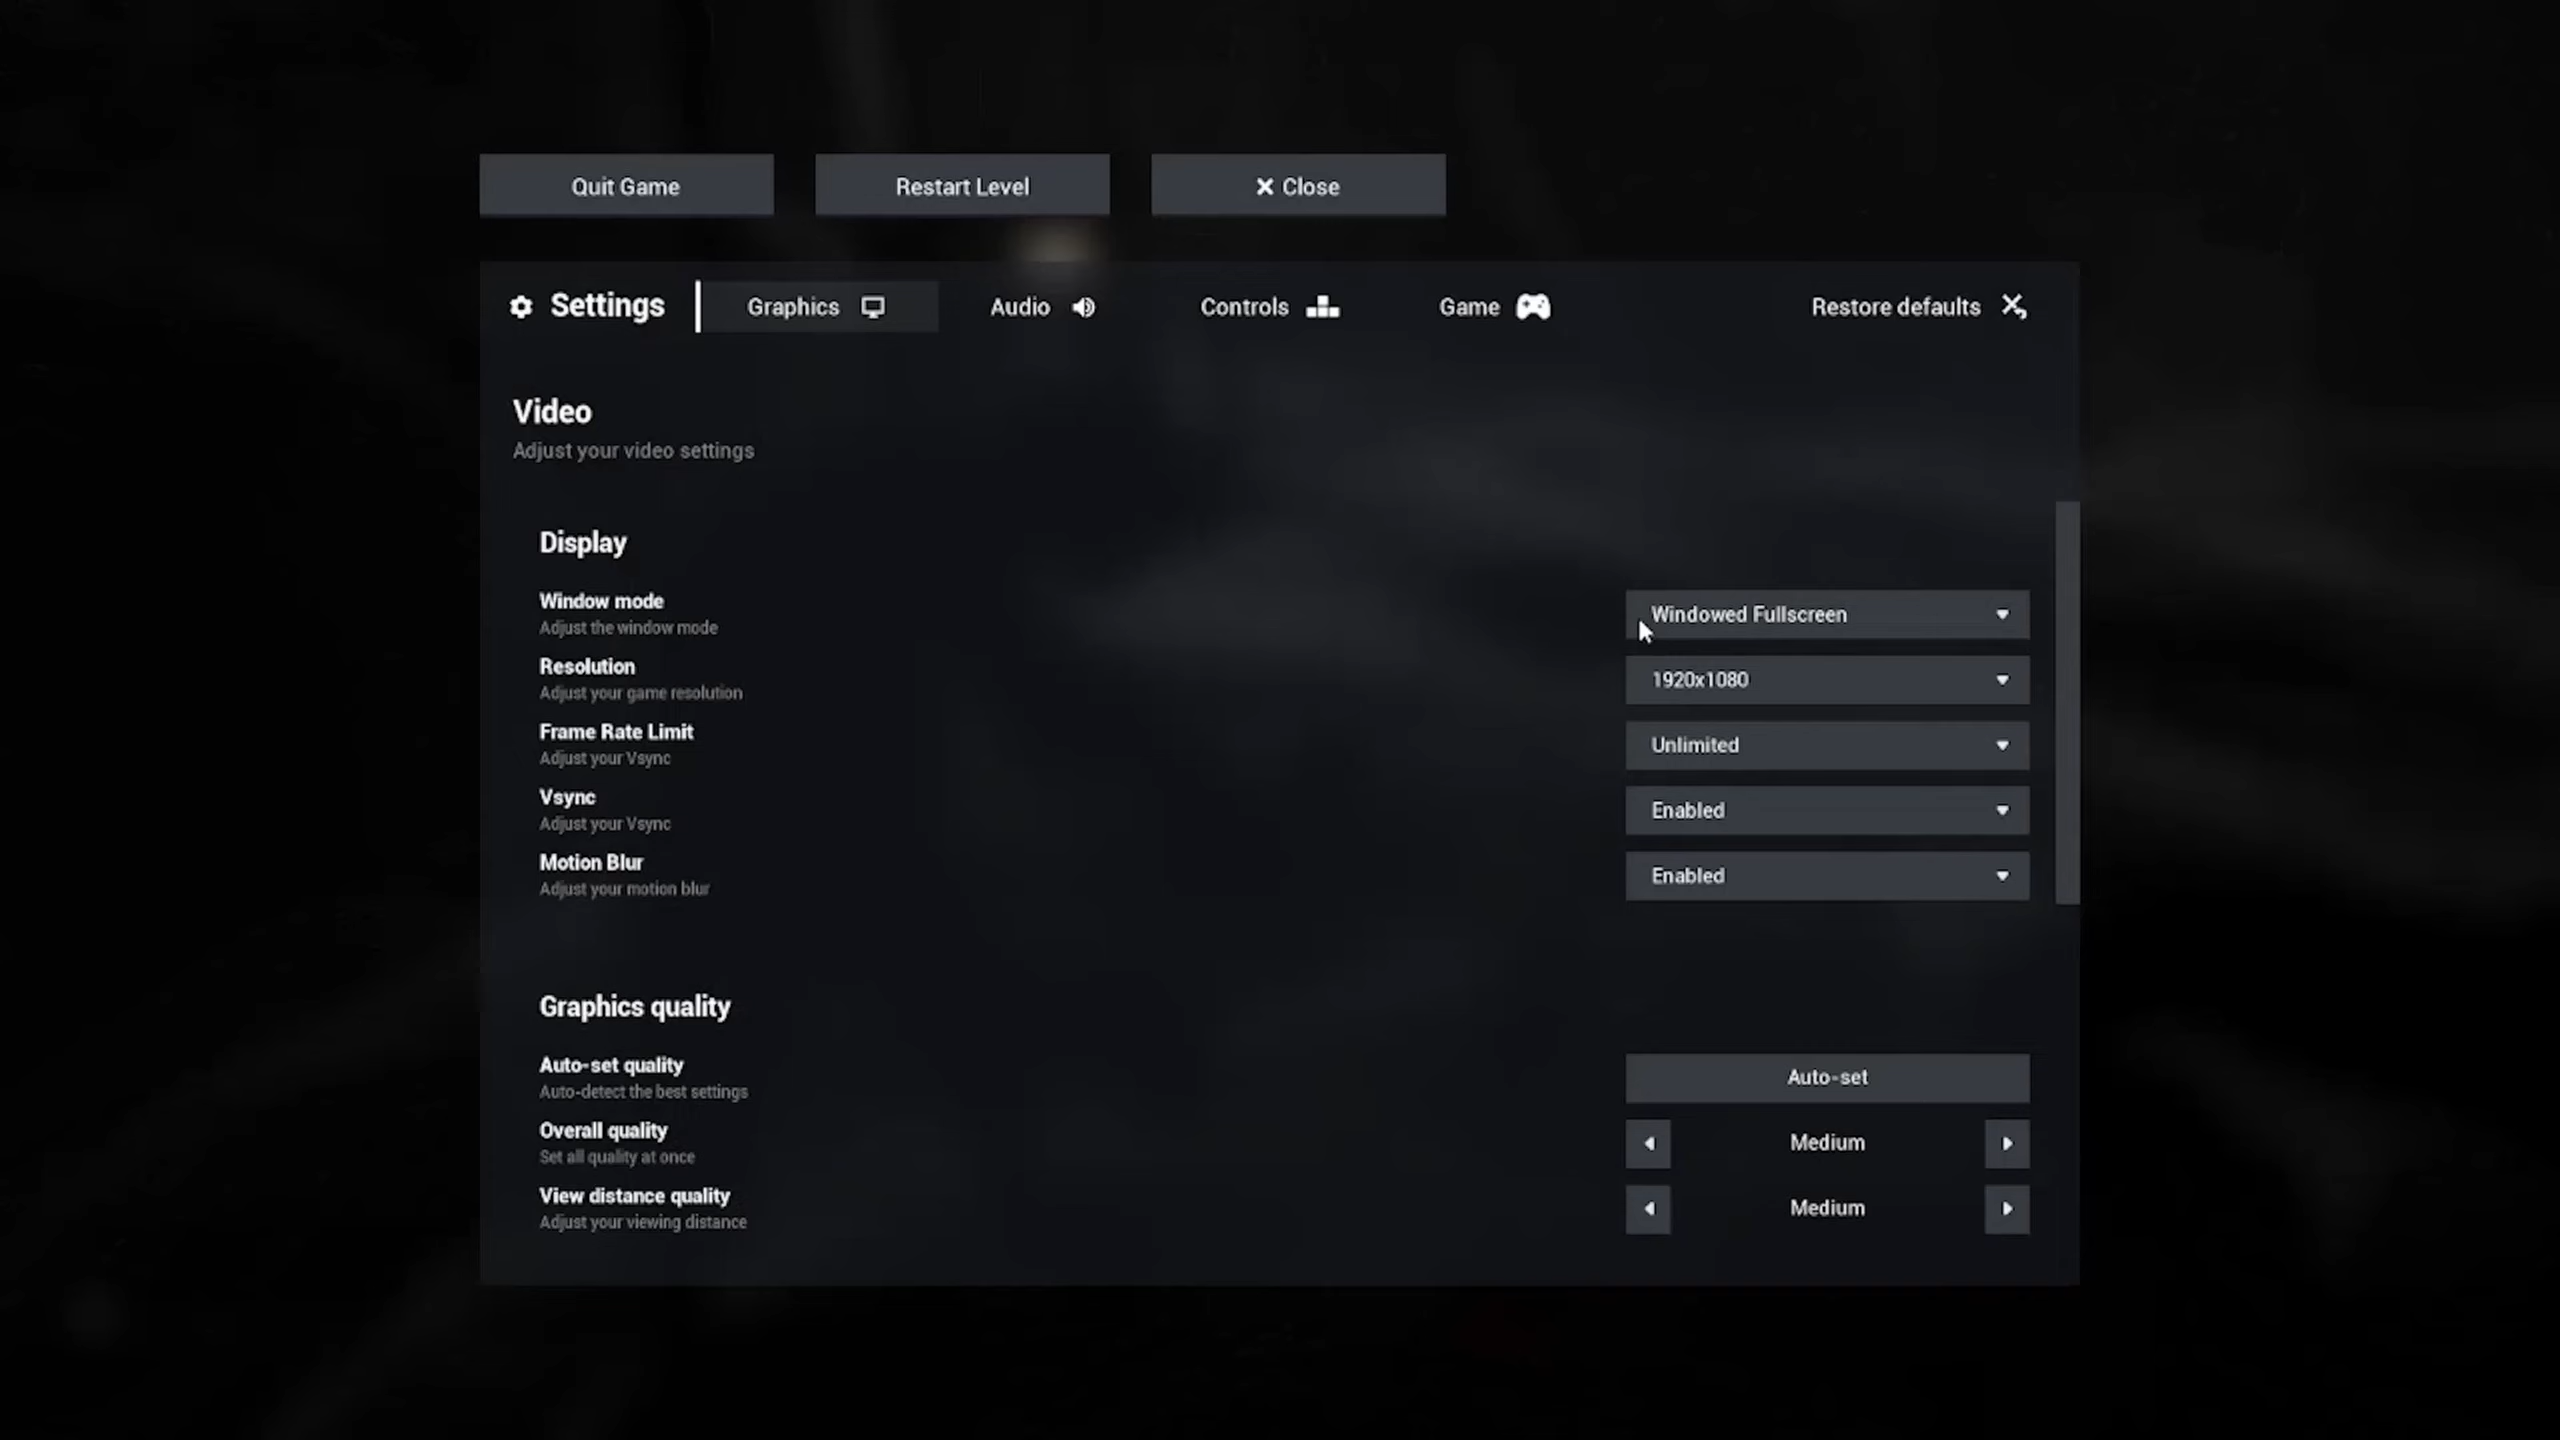 Quit Game
Restart Level
Close
Settings
Graphics
Audio
Controls
Game
Restore defaults
Video
Adjust your video settings
Display
Window mode
Adjust the window mode
Windowed Fullscreen
Resolution
Adjust your game resolution
1920x1080
Frame Rate Limit
Adjust your Vsync
Unlimited
Vsync
Adjust your Vsync
Enabled
Motion Blur
Adjust your motion blur
Enabled
Graphics quality
Auto-set quality
Auto-detect the best settings
Auto-set
Overall quality
Set all quality at once
Medium
View distance quality
Adjust your viewing distance
Medium